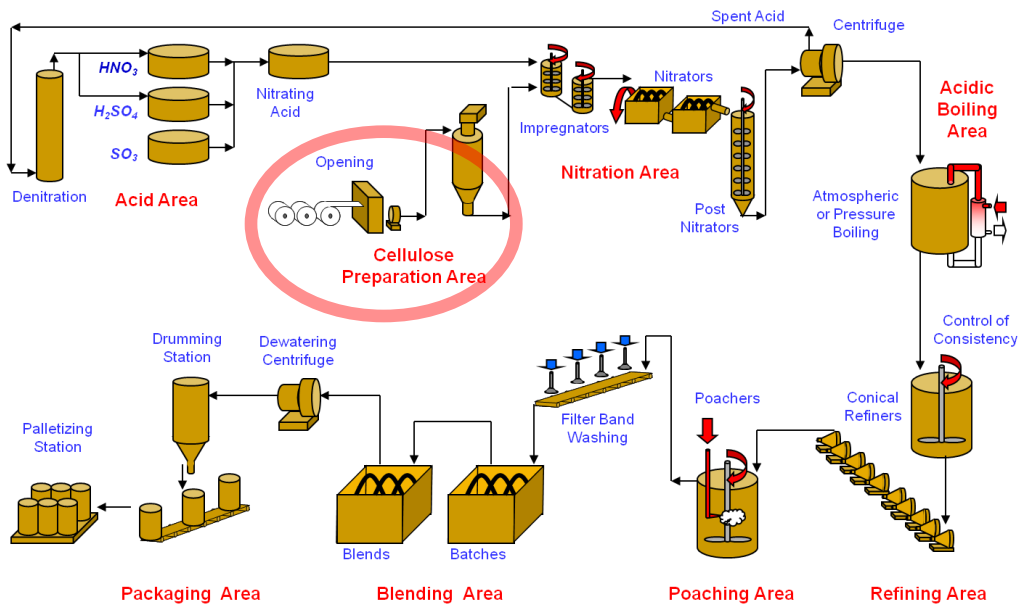 Spent Acid
Centrifuge
HNO3
H2SO4
SO3
Nitrating
Acid
Denitration
Acid Area
Opening
Cellulose
Preparation Area
Impregnators
Nitrators
Nitration Area
Post
Nitrators
Acidic
Boiling
Area
Atmospheric
or Pressure
Boiling
Control of
Consistency
Conical
Refiners
Refining Area
Poachers
Poaching Area
Filter Band
Washing
Batches
Blends
Blending Area
Dewatering
Centrifuge
Drumming
Station
Palletizing
Station
Packaging Area